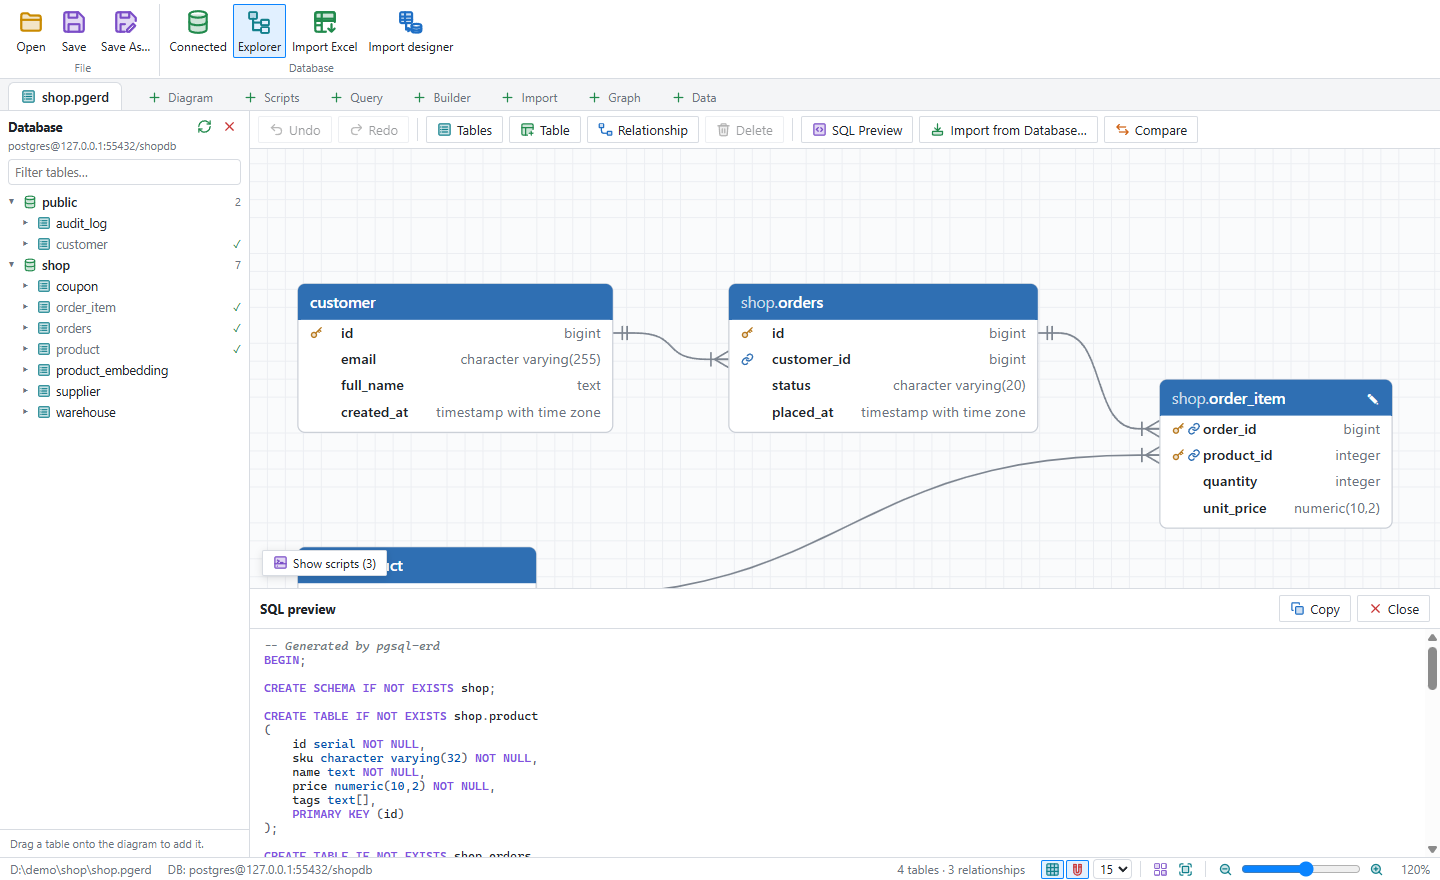 Open
Save
Save As...
Connected
Explorer
Import Excel
Import designer
File
Database
shop.pgerd
Diagram
Scripts
Query
Builder
Import
Graph
Data
Database
postgres@127.0.0.1:55432/shopdb
Filter tables...
public 2
audit_log
customer
shop 7
coupon
order_item
orders
product
product_embedding
supplier
warehouse
Drag a table onto the diagram to add it.
Undo
Redo
Tables
Table
Relationship
Delete
SQL Preview
Import from Database...
Compare
customer
id bigint
email character varying(255)
full_name text
created_at timestamp with time zone
shop.orders
id bigint
customer_id bigint
status character varying(20)
placed_at timestamp with time zone
shop.order_item
order_id bigint
product_id integer
quantity integer
unit_price numeric(10,2)
Show scripts (3)
SQL preview
Copy
Close
-- Generated by pgsql-erd
BEGIN;
CREATE SCHEMA IF NOT EXISTS shop;
CREATE TABLE IF NOT EXISTS shop.product
(
id serial NOT NULL,
sku character varying(32) NOT NULL,
name text NOT NULL,
price numeric(10,2) NOT NULL,
tags text[],
PRIMARY KEY (id)
);
CREATE TABLE IF NOT EXISTS shop.orders
D:\demo\shop\shop.pgerd
DB: postgres@127.0.0.1:55432/shopdb
4 tables · 3 relationships
15
120%